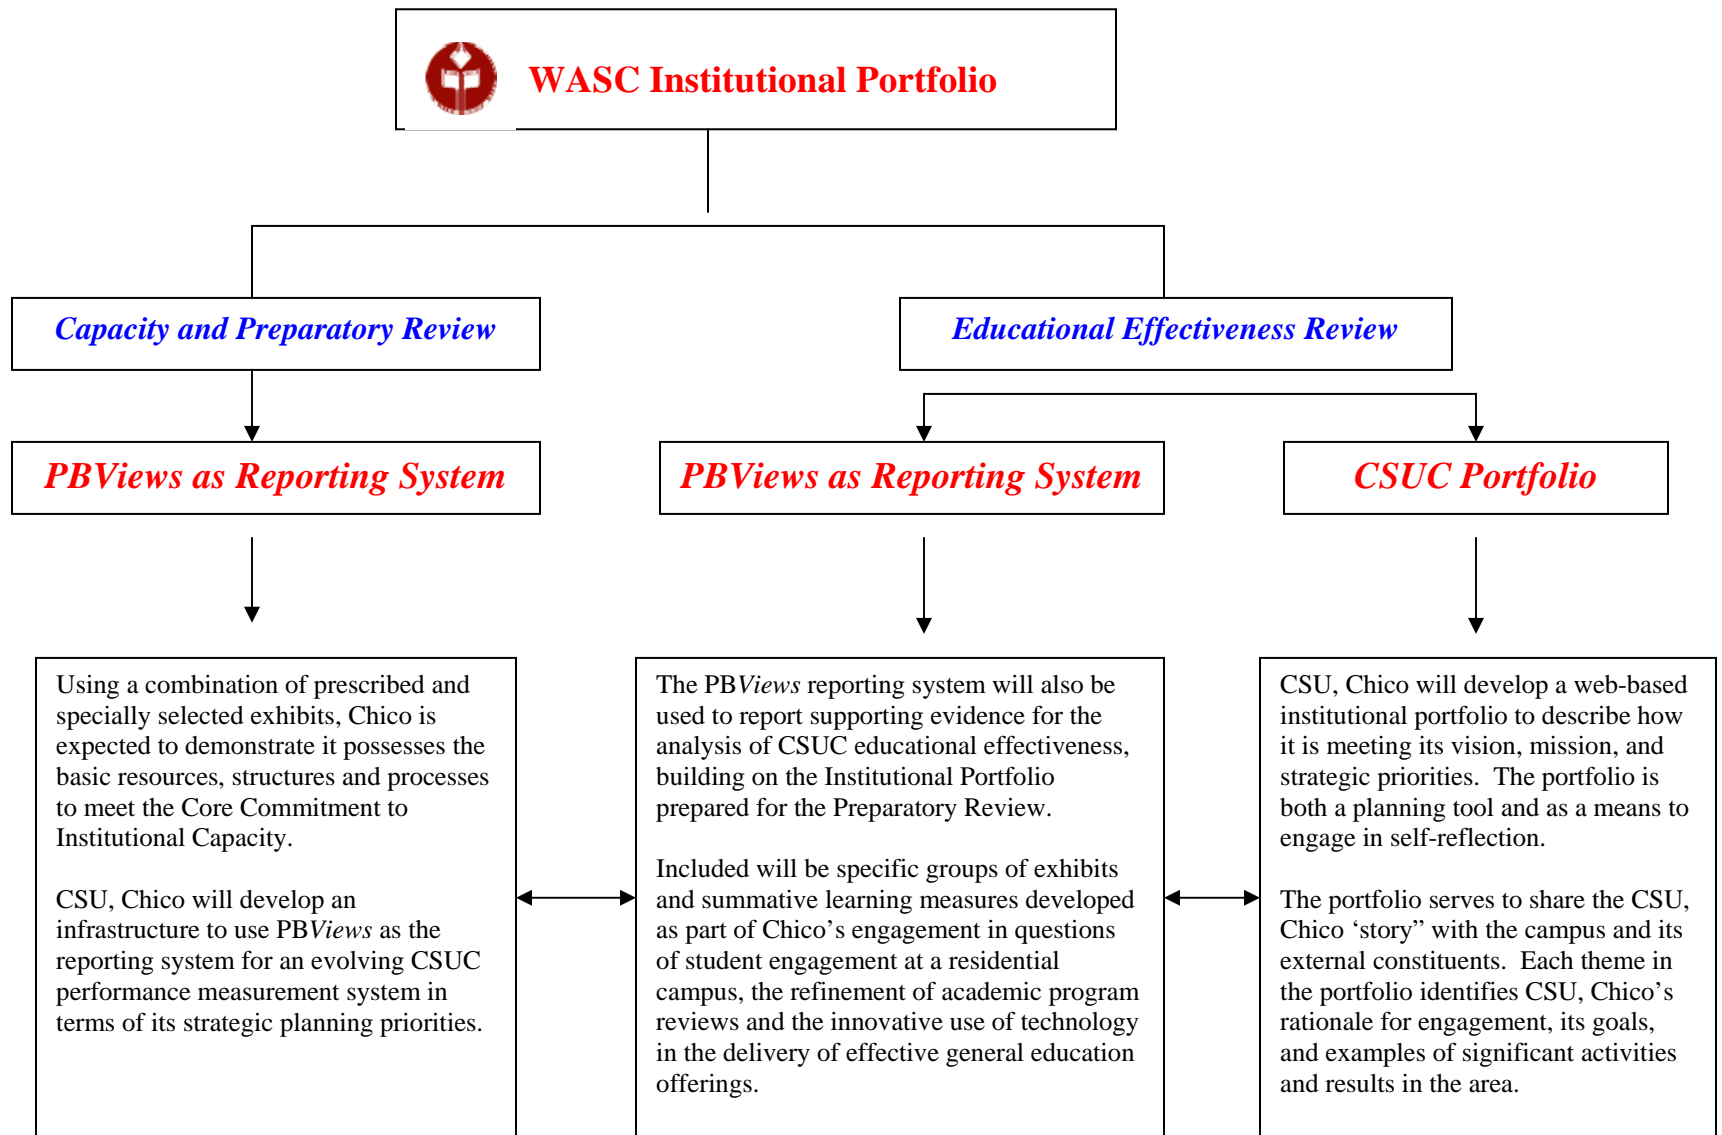 WASC Institutional Portfolio
Capacity and Preparatory Review
Educational Effectiveness Review
PBViews as Reporting System
PBViews as Reporting System
CSUC Portfolio
Using a combination of prescribed and
specially selected exhibits, Chico is
expected to demonstrate it possesses the
basic resources, structures and processes
to meet the Core Commitment to
Institutional Capacity.
CSU, Chico will develop an
infrastructure to use PBViews as the
reporting system for an evolving CSUC
performance measurement system in
terms of its strategic planning priorities.
The PBViews reporting system will also be
used to report supporting evidence for the
analysis of CSUC educational effectiveness,
building on the Institutional Portfolio
prepared for the Preparatory Review.
Included will be specific groups of exhibits
and summative learning measures developed
as part of Chico’s engagement in questions
of student engagement at a residential
campus, the refinement of academic program
reviews and the innovative use of technology
in the delivery of effective general education
offerings.
CSU, Chico will develop a web-based
institutional portfolio to describe how
it is meeting its vision, mission, and
strategic priorities.  The portfolio is
both a planning tool and as a means to
engage in self-reflection.
The portfolio serves to share the CSU,
Chico ‘story” with the campus and its
external constituents.  Each theme in
the portfolio identifies CSU, Chico’s
rationale for engagement, its goals,
and examples of significant activities
and results in the area.